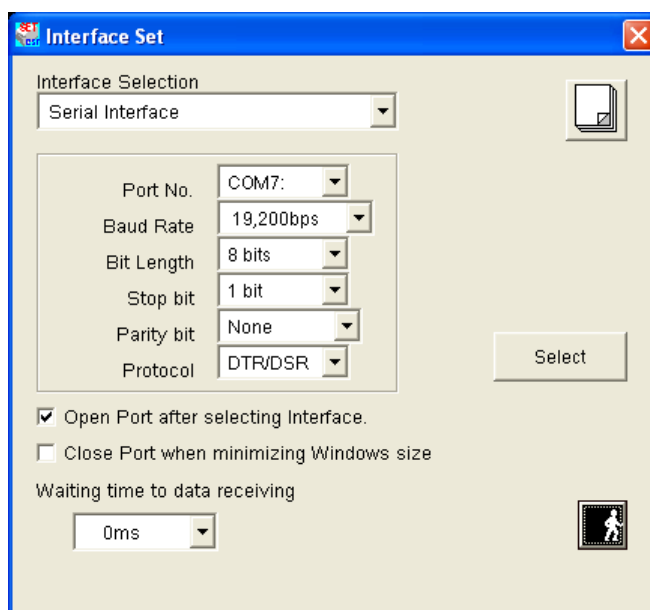 SET
Interface Set
Interface Selection
Serial Interface
Port No. COM7:
Baud Rate 19,200bps
Bit Length 8 bits
Stop bit 1 bit
Parity bit None
Protocol DTR/DSR
Select
Open Port after selecting Interface.
Close Port when minimizing Windows size
Waiting time to data receiving
0ms